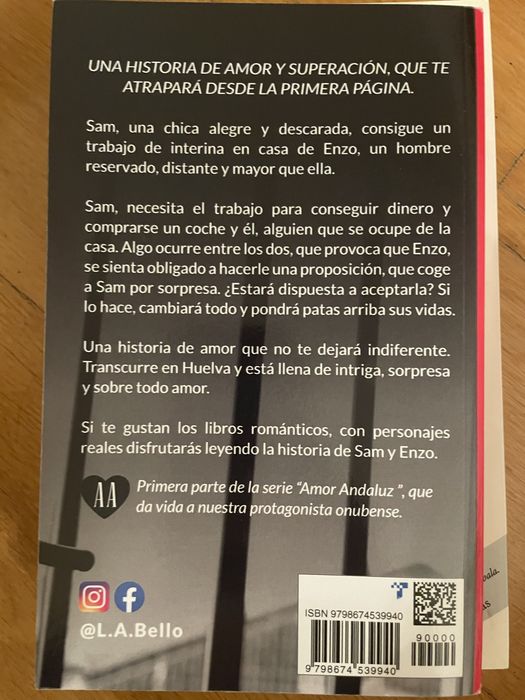 UNA HISTORIA DE AMOR Y SUPERACIÓN, QUE TE
ATRAPARÁ DESDE LA PRIMERA PÁGINA.
Sam, una chica alegre y descarada, consigue un
trabajo de interina en casa de Enzo, un hombre
reservado, distante y mayor que ella.
Sam, necesita el trabajo para conseguir dinero y
comprarse un coche y él, alguien que se ocupe de la
casa. Algo ocurre entre los dos, que provoca que Enzo,
se sienta obligado a hacerle una proposición, que coge
a Sam por sorpresa. ¿Estará dispuesta a aceptarla? Si
lo hace, cambiará todo y pondrá patas arriba sus vidas.
Una historia de amor que no te dejará indiferente.
Transcurre en Huelva y está llena de intriga, sorpresa
y sobre todo amor.
Si te gustan los libros románticos, con personajes
reales disfrutarás leyendo la historia de Sam y Enzo.
AA
Primera parte de la serie "Amor Andaluz ", que
da vida a nuestra protagonista onubense.
@L.A.Bello
ISBN 9798674539940
90000
9 798674 539940